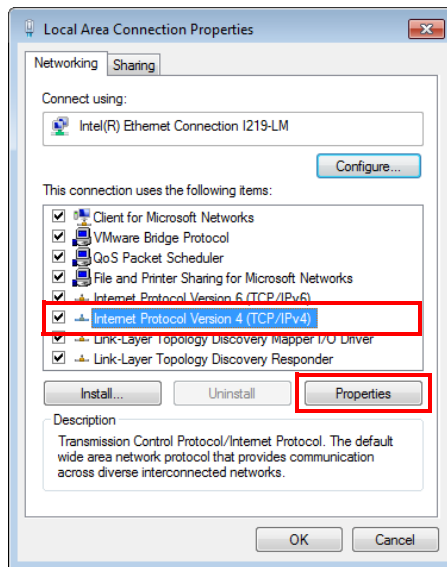 Local Area Connection Properties
Networking
Sharing
Connect using:
Intel(R) Ethernet Connection I219-LM
Configure...
This connection uses the following items:
Client for Microsoft Networks
VMware Bridge Protocol
QoS Packet Scheduler
File and Printer Sharing for Microsoft Networks
Internet Protocol Version 6 (TCP/IPv6)
Internet Protocol Version 4 (TCP/IPv4)
Link-Layer Topology Discovery Mapper I/O Driver
Link-Layer Topology Discovery Responder
Install...
Uninstall
Properties
Description
Transmission Control Protocol/Internet Protocol. The default
wide area network protocol that provides communication
across diverse interconnected networks.
OK
Cancel